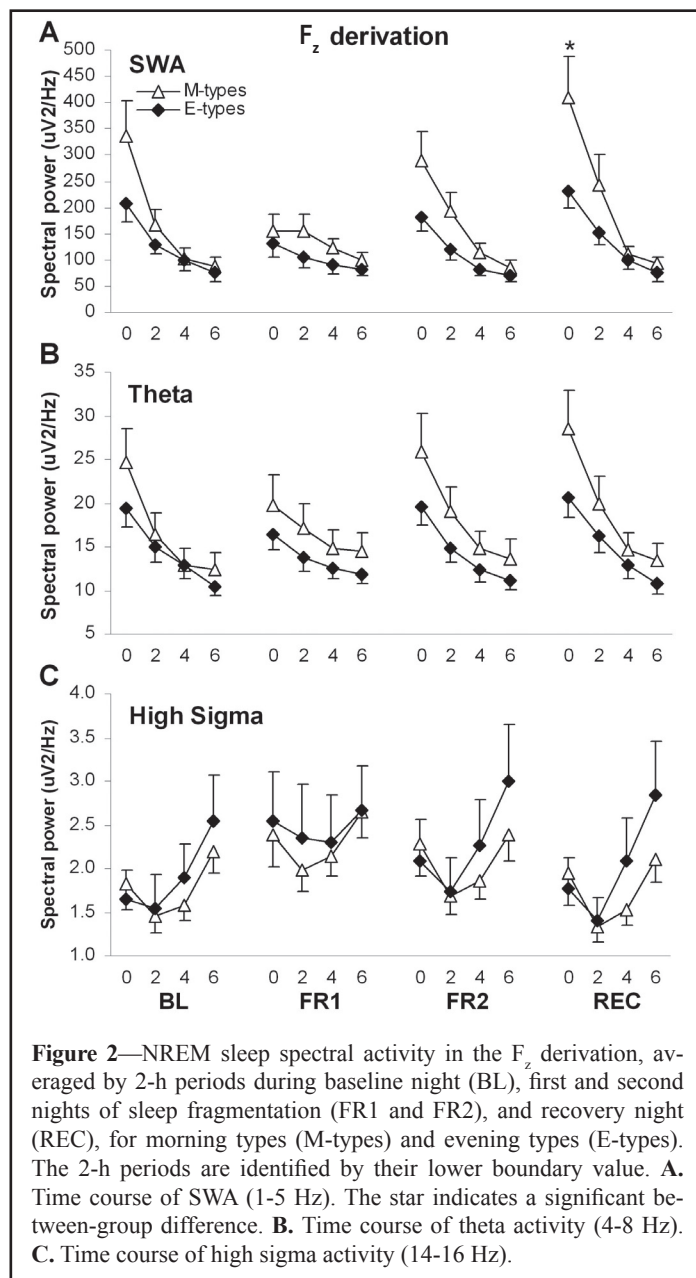 A
F_z derivation
*
SWA
M-types
E-types
Spectral power (uV2/Hz)
500
450
400
350
300
250
200
150
100
50
0
0 2 4 6 0 2 4 6 0 2 4 6 0 2 4 6
B
Theta
Spectral power (uV2/Hz)
35
30
25
20
15
10
5
0 2 4 6 0 2 4 6 0 2 4 6 0 2 4 6
C
High Sigma
Spectral power (uV2/Hz)
4.0
3.5
3.0
2.5
2.0
1.5
1.0
0 2 4 6 0 2 4 6 0 2 4 6 0 2 4 6
BL FR1 FR2 REC
Figure 2—NREM sleep spectral activity in the F_z derivation, av-
eraged by 2-h periods during baseline night (BL), first and second
nights of sleep fragmentation (FR1 and FR2), and recovery night
(REC), for morning types (M-types) and evening types (E-types).
The 2-h periods are identified by their lower boundary value. A.
Time course of SWA (1-5 Hz). The star indicates a significant be-
tween-group difference. B. Time course of theta activity (4-8 Hz).
C. Time course of high sigma activity (14-16 Hz).